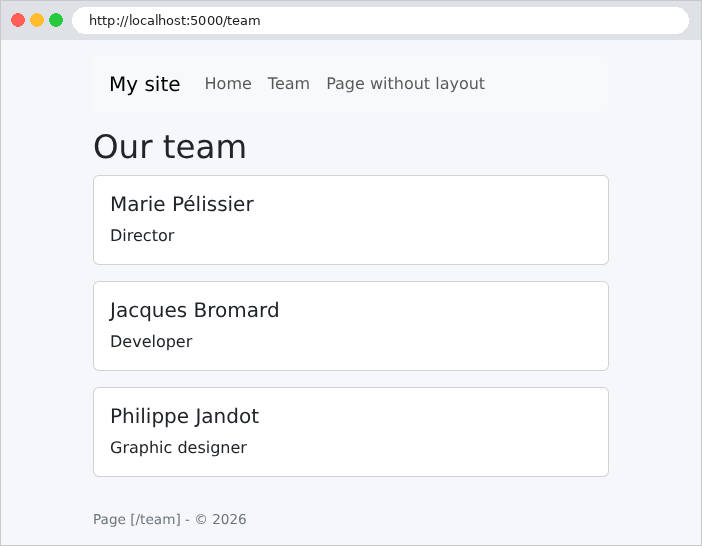 http://localhost:5000/team
My site Home Team Page without layout
Our team
Marie Pélissier
Director
Jacques Bromard
Developer
Philippe Jandot
Graphic designer
Page [/team] - © 2026